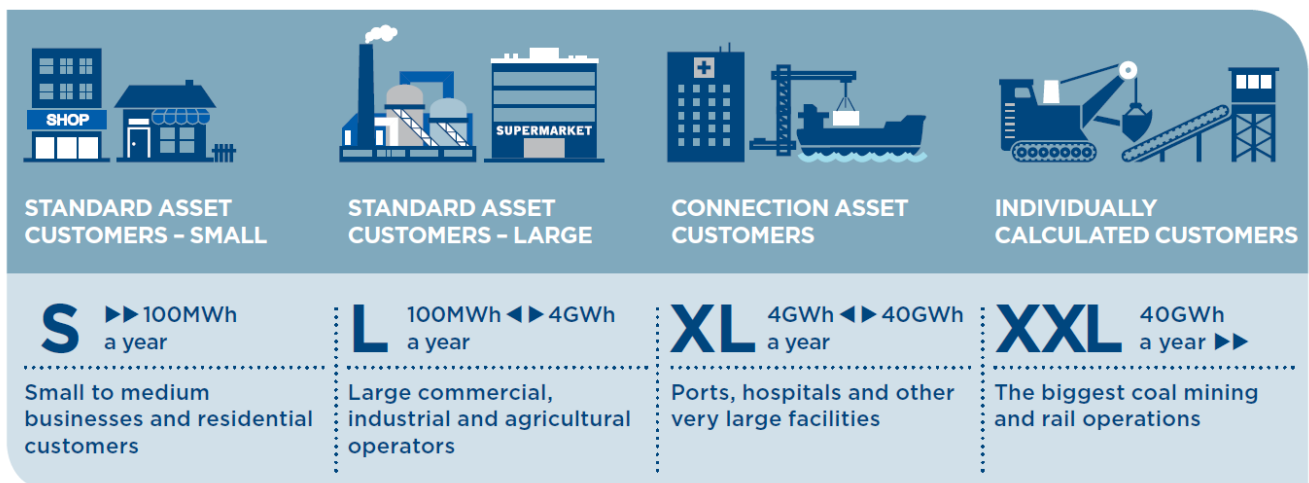 SHOP
SUPERMARKET
STANDARD ASSET
CUSTOMERS – SMALL
STANDARD ASSET
CUSTOMERS – LARGE
CONNECTION ASSET
CUSTOMERS
INDIVIDUALLY
CALCULATED CUSTOMERS
S ▶▶ 100MWh
a year
Small to medium
businesses and residential
customers
L 100MWh ◀ ▶ 4GWh
a year
Large commercial,
industrial and agricultural
operators
XL 4GWh ◀ ▶ 40GWh
a year
Ports, hospitals and other
very large facilities
XXL 40GWh
a year ▶▶
The biggest coal mining
and rail operations